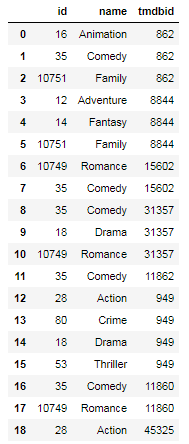 id name tmdbid
0 16 Animation 862
1 35 Comedy 862
2 10751 Family 862
3 12 Adventure 8844
4 14 Fantasy 8844
5 10751 Family 8844
6 10749 Romance 15602
7 35 Comedy 15602
8 35 Comedy 31357
9 18 Drama 31357
10 10749 Romance 31357
11 35 Comedy 11862
12 28 Action 949
13 80 Crime 949
14 18 Drama 949
15 53 Thriller 949
16 35 Comedy 11860
17 10749 Romance 11860
18 28 Action 45325